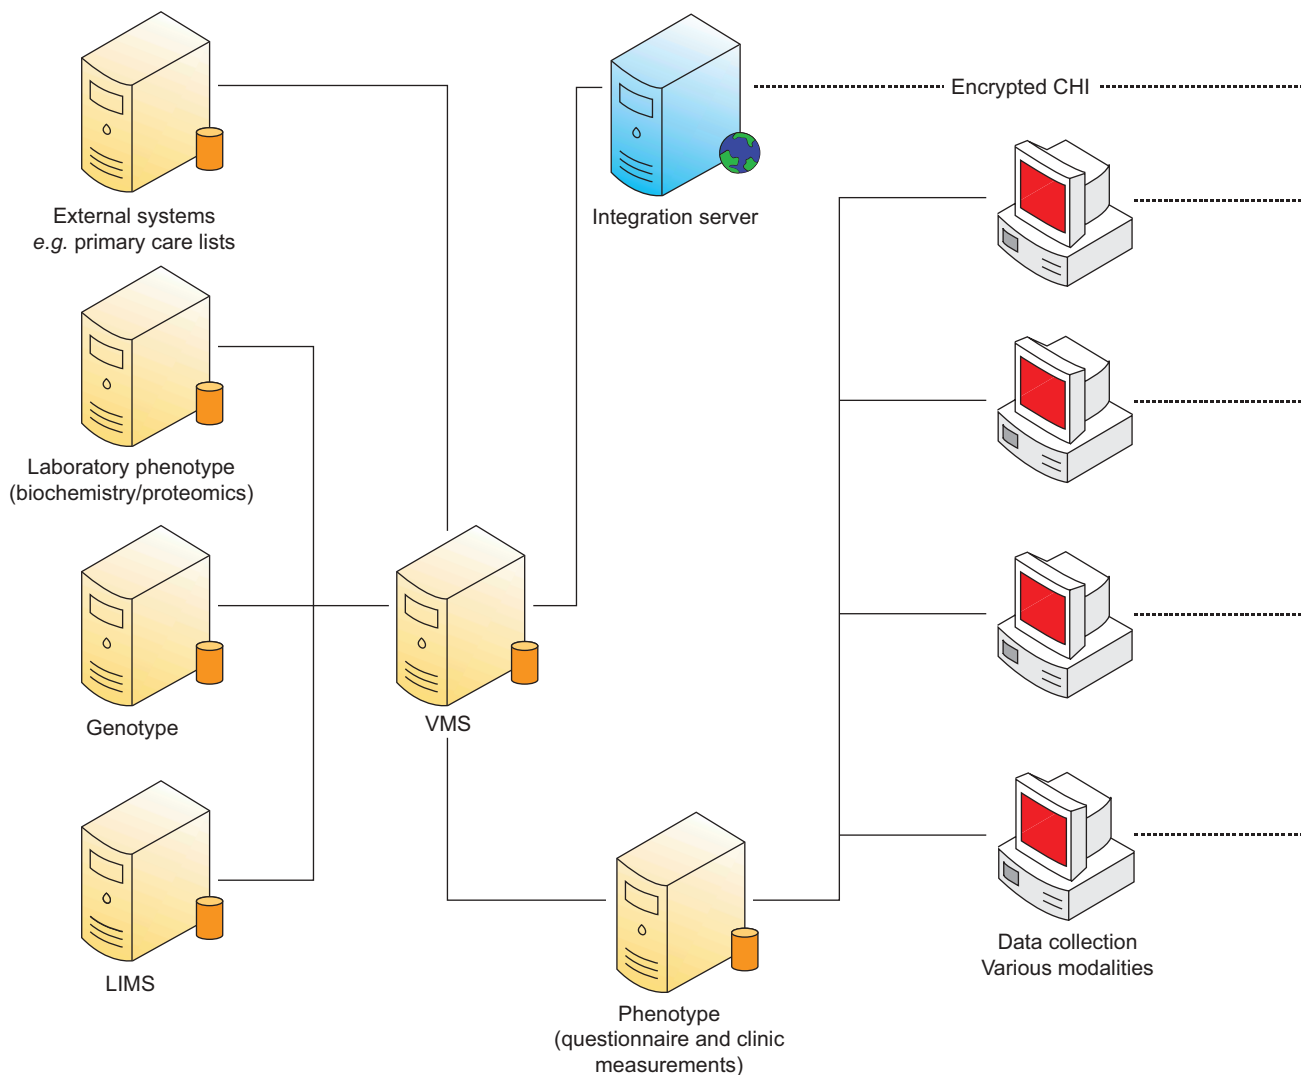 Encrypted CHI
External systems
e.g. primary care lists
Integration server
Laboratory phenotype
(biochemistry/proteomics)
Genotype
VMS
LIMS
Data collection
Various modalities
Phenotype
(questionnaire and clinic
measurements)